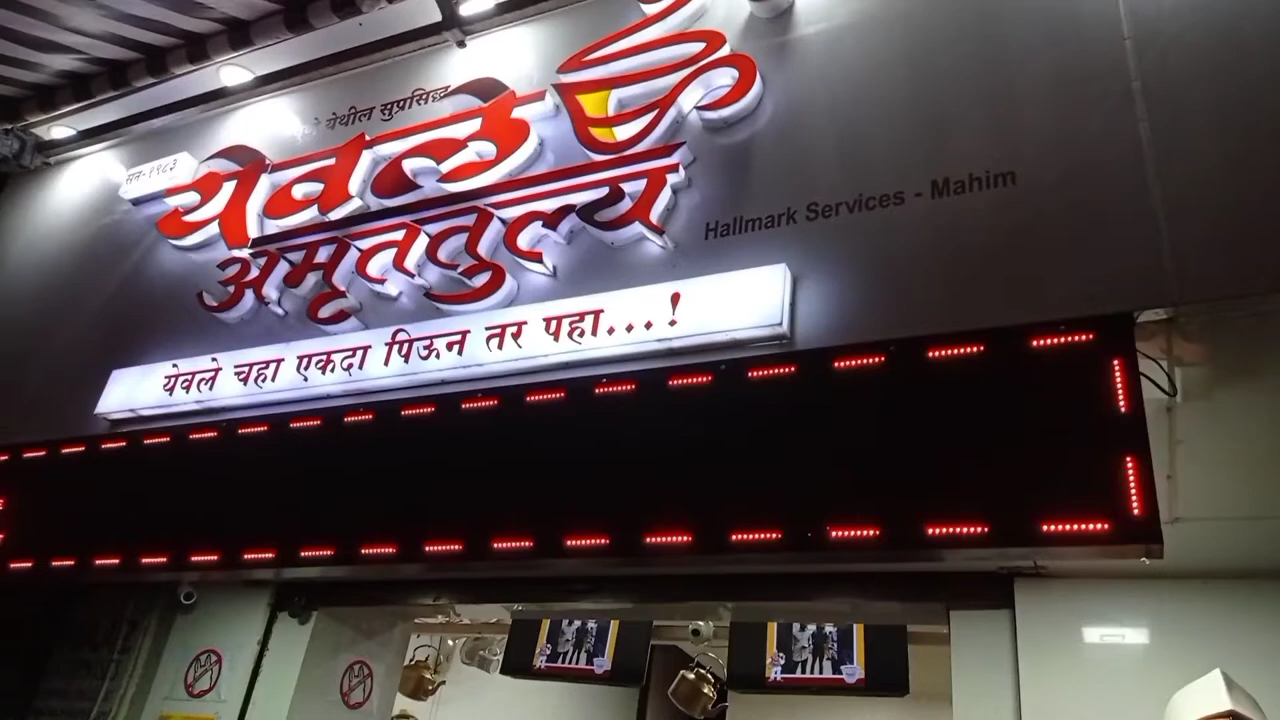 येथील सुप्रसिद्ध
सन-१९८३
येवले
अमृततुल्य
Hallmark Services - Mahim
येवले चहा एकदा पिऊन तर पहा...!